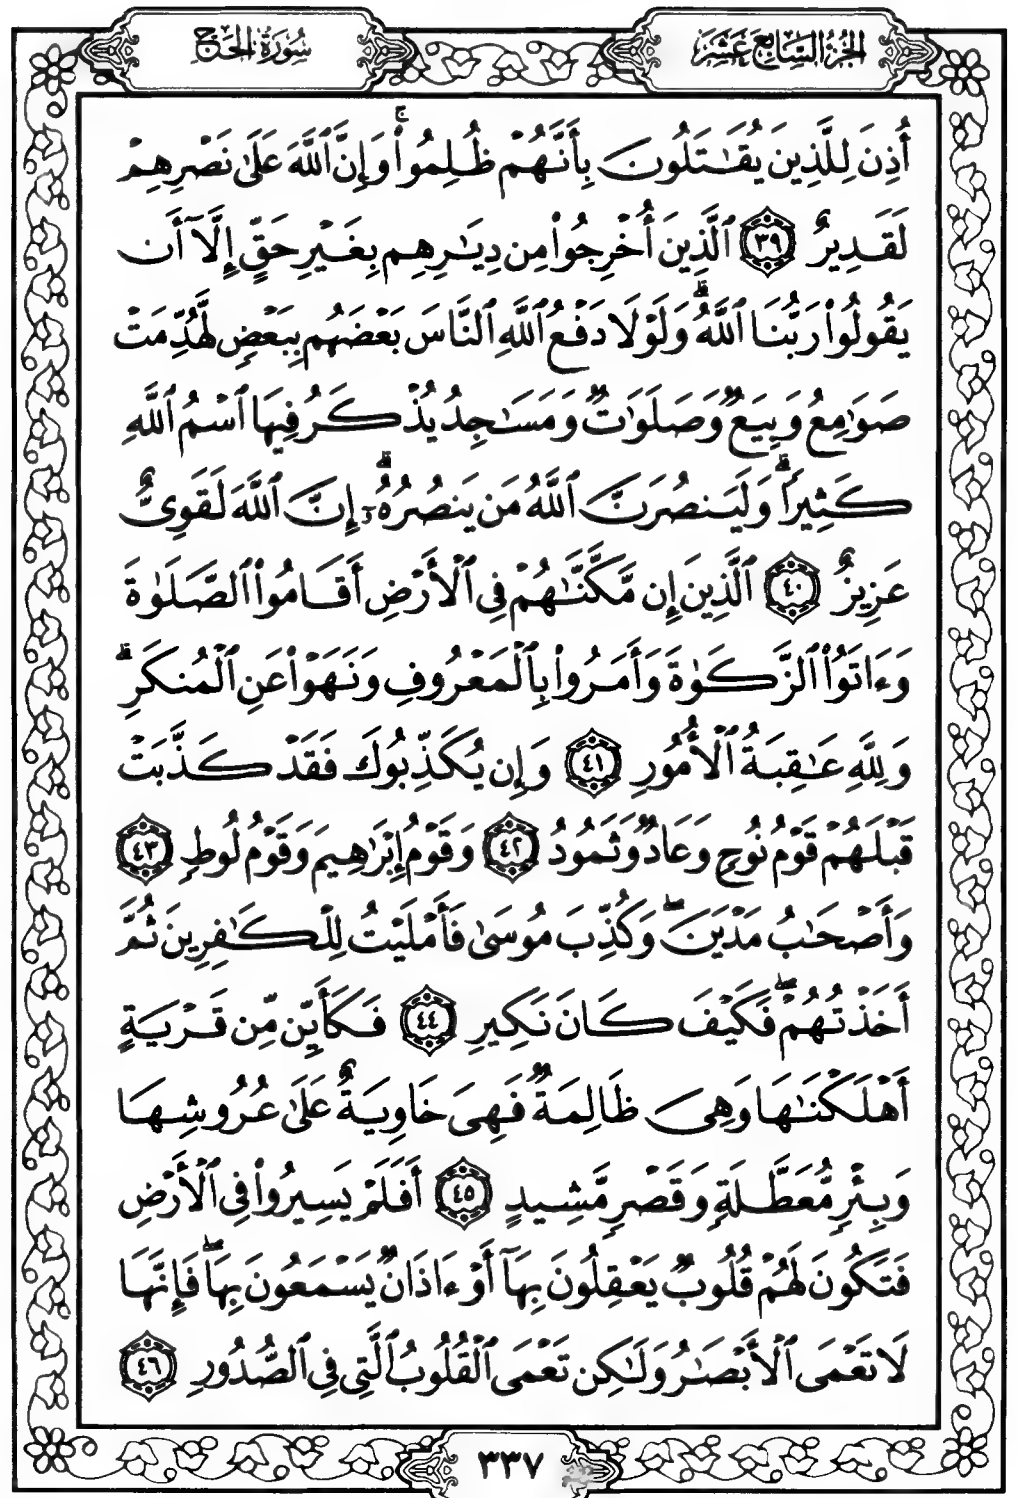 الجزء السابع عشر
سورة الحج
أُذِنَ لِلَّذِينَ يُقَٰتَلُونَ بِأَنَّهُمْ ظُلِمُوا۟ ۚ وَإِنَّ ٱللَّهَ عَلَىٰ نَصْرِهِمْ
لَقَدِيرٌ ٣٩ ٱلَّذِينَ أُخْرِجُوا۟ مِن دِيَٰرِهِم بِغَيْرِ حَقٍّ إِلَّآ أَن
يَقُولُوا۟ رَبُّنَا ٱللَّهُ ۗ وَلَوْلَا دَفْعُ ٱللَّهِ ٱلنَّاسَ بَعْضَهُم بِبَعْضٍ لَّهُدِّمَتْ
صَوَٰمِعُ وَبِيَعٌ وَصَلَوَٰتٌ وَمَسَٰجِدُ يُذْكَرُ فِيهَا ٱسْمُ ٱللَّهِ
كَثِيرًا ۗ وَلَيَنصُرَنَّ ٱللَّهُ مَن يَنصُرُهُۥٓ ۗ إِنَّ ٱللَّهَ لَقَوِىٌّ
عَزِيزٌ ٤٠ ٱلَّذِينَ إِن مَّكَّنَّٰهُمْ فِى ٱلْأَرْضِ أَقَامُوا۟ ٱلصَّلَوٰةَ
وَءَاتَوُا۟ ٱلزَّكَوٰةَ وَأَمَرُوا۟ بِٱلْمَعْرُوفِ وَنَهَوْا۟ عَنِ ٱلْمُنكَرِ ۗ
وَلِلَّهِ عَٰقِبَةُ ٱلْأُمُورِ ٤١ وَإِن يُكَذِّبُوكَ فَقَدْ كَذَّبَتْ
قَبْلَهُمْ قَوْمُ نُوحٍ وَعَادٌ وَثَمُودُ ٤٢ وَقَوْمُ إِبْرَٰهِيمَ وَقَوْمُ لُوطٍ ٤٣
وَأَصْحَٰبُ مَدْيَنَ ۖ وَكُذِّبَ مُوسَىٰ فَأَمْلَيْتُ لِلْكَٰفِرِينَ ثُمَّ
أَخَذْتُهُمْ ۖ فَكَيْفَ كَانَ نَكِيرِ ٤٤ فَكَأَيِّن مِّن قَرْيَةٍ
أَهْلَكْنَٰهَا وَهِىَ ظَالِمَةٌ فَهِىَ خَاوِيَةٌ عَلَىٰ عُرُوشِهَا
وَبِئْرٍ مُّعَطَّلَةٍ وَقَصْرٍ مَّشِيدٍ ٤٥ أَفَلَمْ يَسِيرُوا۟ فِى ٱلْأَرْضِ
فَتَكُونَ لَهُمْ قُلُوبٌ يَعْقِلُونَ بِهَآ أَوْ ءَاذَانٌ يَسْمَعُونَ بِهَا ۖ فَإِنَّهَا
لَا تَعْمَى ٱلْأَبْصَٰرُ وَلَٰكِن تَعْمَى ٱلْقُلُوبُ ٱلَّتِى فِى ٱلصُّدُورِ ٤٦
٣٣٧